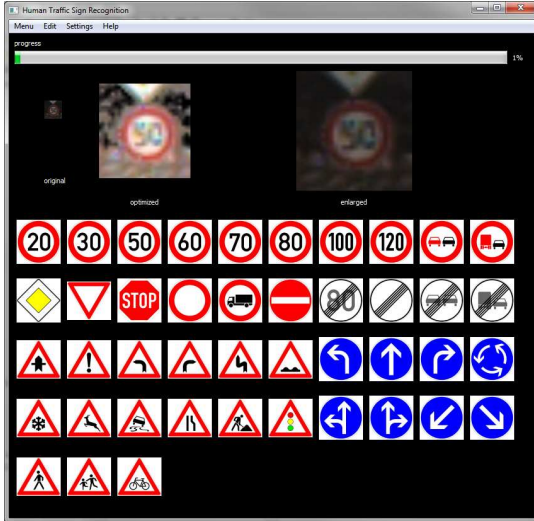 Human Traffic Sign Recognition
Menu Edit Settings Help
progress
1%
original
optimized
enlarged
20 30 50 60 70 80 100 120
STOP
80